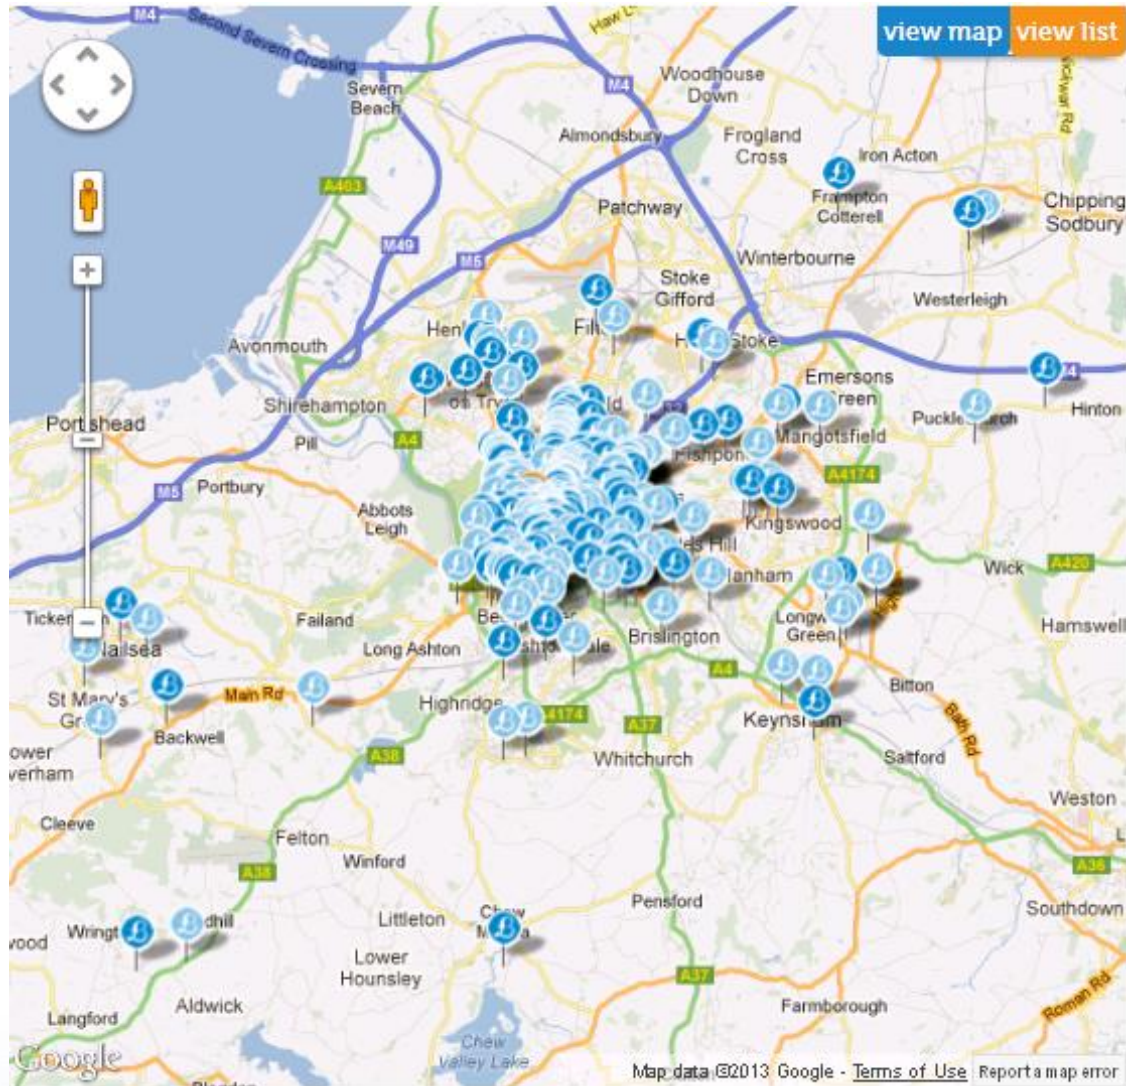 view map view list
M4
Second Severn Crossing
Severn
Beach
M4
Woodhouse
Down
Almondsbury
Frogland
Cross
Iron Acton
A403
Frampton
Cotterell
Patchway
Chipping
Sodbury
M49
M5
Winterbourne
Stoke
Gifford
Westerleigh
Avonmouth
Stoke
Shirehampton
Emersons
Green
Hinton
Portishead
Pill
A4
Mangotsfield
A4174
M5
Portbury
Abbots
Leigh
Kingswood
Wick
A420
Failand
Nailsea
Long Ashton
Brislington
Green
Hamswell
St Mary's
Main Rd
Highridge
A4
Bitton
Keynsham
Backwell
A4174
A37
Bath Rd
A38
Whitchurch
Saltford
Cleeve
Weston
Felton
Winford
A38
A36
Pensford
Littleton
Southdown
Lower
Hounsley
A37
Aldwick
Farmborough
Roman Rd
Langford
Chew
Valley Lake
Google
Map data ©2013 Google - Terms of Use Report a map error